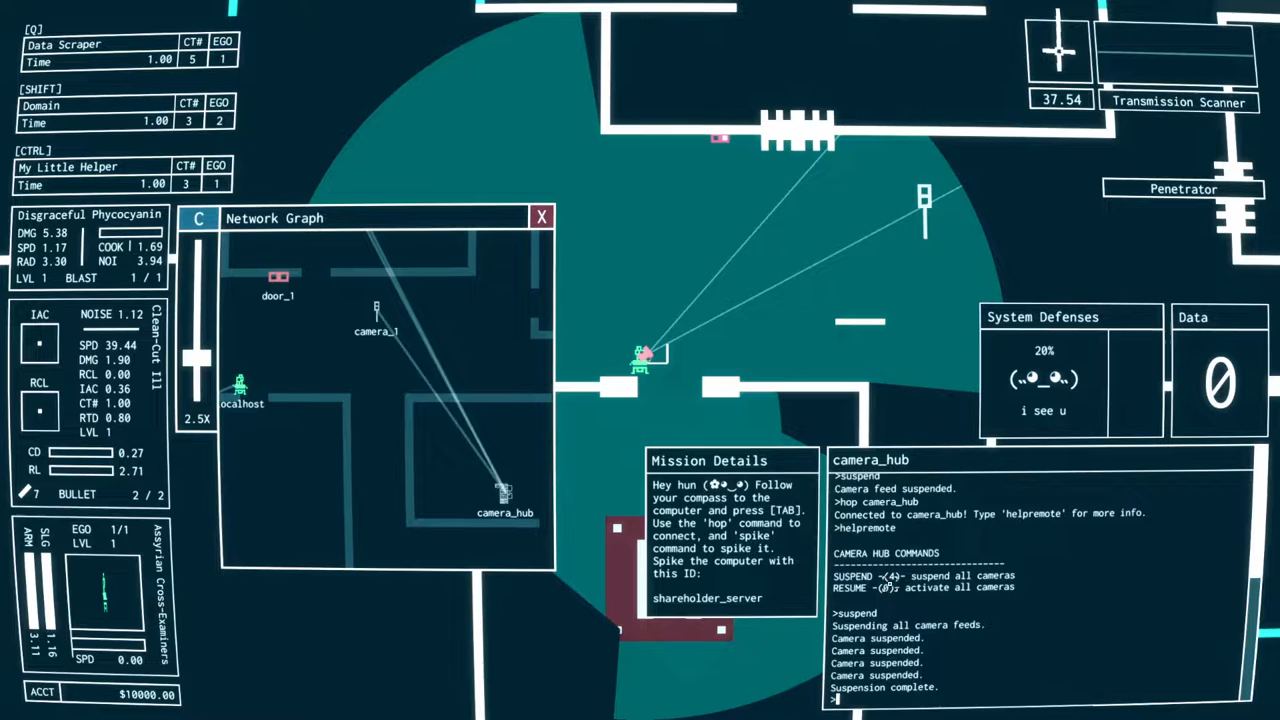 [Q]
Data Scraper CT# EGO
Time 1.00 5 1
[SHIFT]
Domain CT# EGO
Time 1.00 3 2
[CTRL]
My Little Helper CT# EGO
Time 1.00 3 1
Disgraceful Phycocyanin
DMG 5.38
SPD 1.17 COOK 1.69
RAD 3.30 NOI 3.94
LVL 1 BLAST 1/1
IAC NOISE 1.12
SPD 39.44
DMG 1.90
RCL RCL 0.00
IAC 0.36
CT# 1.00
RTD 0.80
LVL 1
Clean-Cut Ill
CD 0.27
RL 2.71
7 BULLET 2/2
ARM SLG
3.11 1.16
EGO 1/1
LVL 1
SPD 0.00
Assyrian Cross-Examiners
ACCT $10000.00
C Network Graph X
2.5X
door_1
camera_1
ocalhost
camera_hub
37.54 Transmission Scanner
Penetrator
System Defenses
20%
i see u
Data
0
Mission Details
Hey hun (✿◕‿◕) Follow
your compass to the
computer and press [TAB].
Use the 'hop' command to
connect, and 'spike'
command to spike it.
Spike the computer with
this ID:
shareholder_server
camera_hub
>suspend
Camera feed suspended.
>hop camera_hub
Connected to camera_hub! Type 'helpremote' for more info.
>helpremote
CAMERA HUB COMMANDS
------------------------------
SUSPEND -(4)- suspend all cameras
RESUME activate all cameras
>suspend
Suspending all camera feeds.
Camera suspended.
Camera suspended.
Camera suspended.
Camera suspended.
Suspension complete.
>